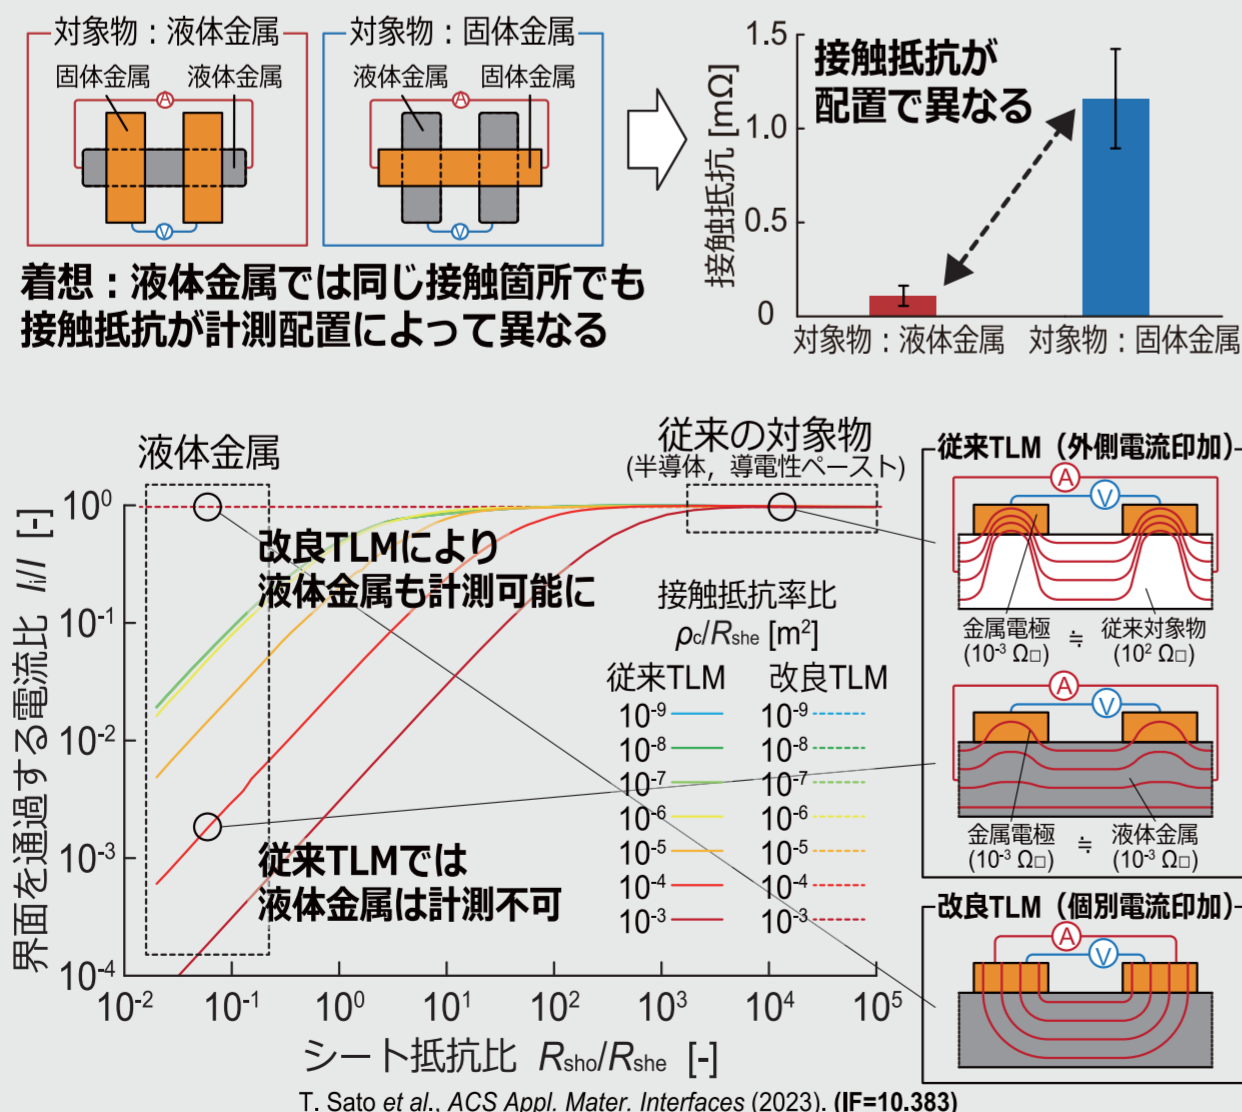 対象物：液体金属
固体金属 液体金属
A
V
対象物：固体金属
液体金属 固体金属
A
V
着想：液体金属では同じ接触箇所でも
接触抵抗が計測配置によって異なる
接触抵抗 [mΩ]
1.5
1.0
0.5
0
接触抵抗が
配置で異なる
対象物：液体金属 対象物：固体金属
界面を通過する電流比 Ii/I [-]
10⁰
10⁻¹
10⁻²
10⁻³
10⁻⁴
液体金属
従来の対象物
(半導体，導電性ペースト)
改良TLMにより
液体金属も計測可能に
従来TLMでは
液体金属は計測不可
接触抵抗率比
ρc/Rshe [m²]
従来TLM 改良TLM
10⁻⁹ 10⁻⁹
10⁻⁸ 10⁻⁸
10⁻⁷ 10⁻⁷
10⁻⁶ 10⁻⁶
10⁻⁵ 10⁻⁵
10⁻⁴ 10⁻⁴
10⁻³ 10⁻³
10⁻² 10⁻¹ 10⁰ 10¹ 10² 10³ 10⁴ 10⁵
シート抵抗比 Rsho/Rshe [-]
従来TLM（外側電流印加）
A
V
金属電極 ≒ 従来対象物
(10⁻³ Ω□) (10² Ω□)
A
V
金属電極 ≒ 液体金属
(10⁻³ Ω□) (10⁻³ Ω□)
改良TLM（個別電流印加）
A
V
T. Sato et al., ACS Appl. Mater. Interfaces (2023). (IF=10.383)